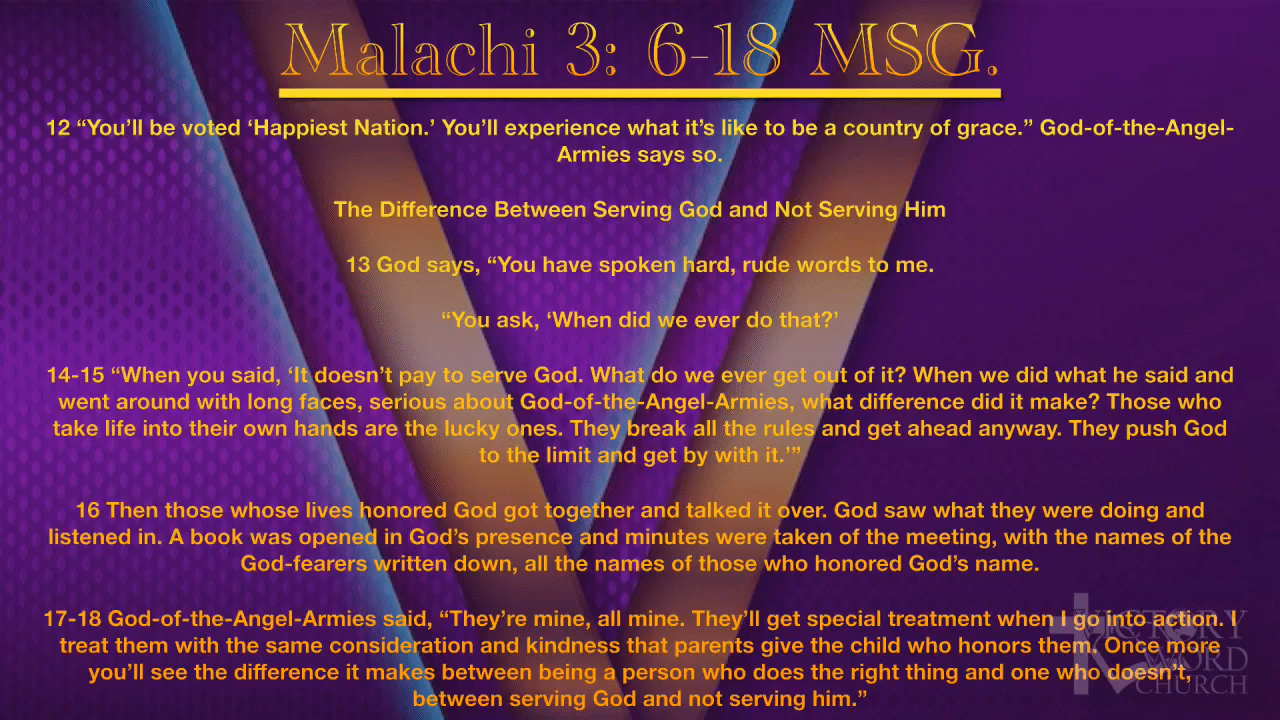 Malachi 3: 6-18 MSG.
12 “You’ll be voted ‘Happiest Nation.’ You’ll experience what it’s like to be a country of grace.” God-of-the-Angel-
Armies says so.
The Difference Between Serving God and Not Serving Him
13 God says, “You have spoken hard, rude words to me.
“You ask, ‘When did we ever do that?’
14-15 “When you said, ‘It doesn’t pay to serve God. What do we ever get out of it? When we did what he said and
went around with long faces, serious about God-of-the-Angel-Armies, what difference did it make? Those who
take life into their own hands are the lucky ones. They break all the rules and get ahead anyway. They push God
to the limit and get by with it.’”
16 Then those whose lives honored God got together and talked it over. God saw what they were doing and
listened in. A book was opened in God’s presence and minutes were taken of the meeting, with the names of the
God-fearers written down, all the names of those who honored God’s name.
17-18 God-of-the-Angel-Armies said, “They’re mine, all mine. They’ll get special treatment when I go into action. I
treat them with the same consideration and kindness that parents give the child who honors them. Once more
you’ll see the difference it makes between being a person who does the right thing and one who doesn’t,
between serving God and not serving him.”
VICTORY
WORD
CHURCH